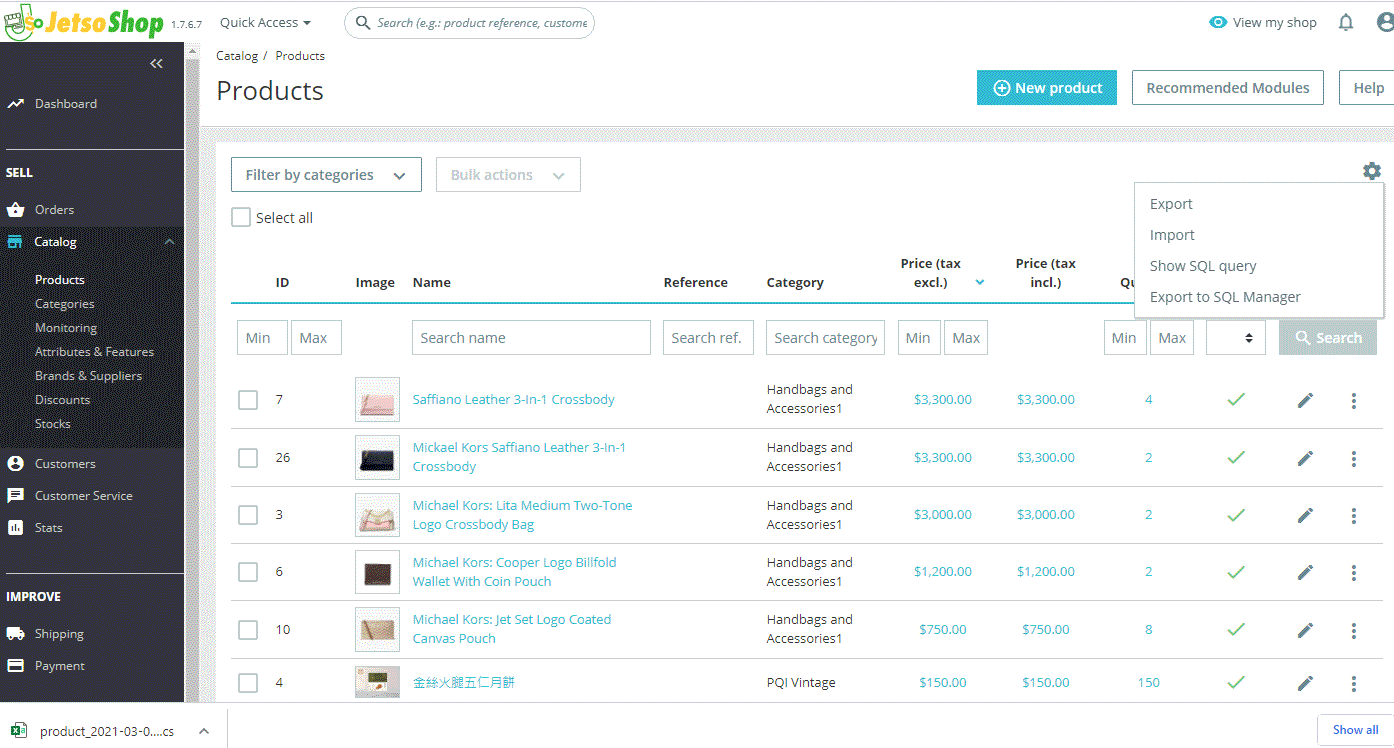 JetsoShop 1.7.6.7 Quick Access Search (e.g.: product reference, custome View my shop
Catalog / Products
Products
New product Recommended Modules Help
Dashboard
SELL
Orders
Catalog
Products
Categories
Monitoring
Attributes & Features
Brands & Suppliers
Discounts
Stocks
Customers
Customer Service
Stats
IMPROVE
Shipping
Payment
Filter by categories Bulk actions
Select all
Export
Import
Show SQL query
Export to SQL Manager
ID Image Name Reference Category Price (tax excl.) Price (tax incl.) Qu
Min Max Search name Search ref. Search category Min Max Min Max Search
7 Saffiano Leather 3-In-1 Crossbody Handbags and $3,300.00 $3,300.00 4
Accessories1
26 Mickael Kors Saffiano Leather 3-In-1 Handbags and $3,300.00 $3,300.00 2
Crossbody Accessories1
3 Michael Kors: Lita Medium Two-Tone Handbags and $3,000.00 $3,000.00 2
Logo Crossbody Bag Accessories1
6 Michael Kors: Cooper Logo Billfold Handbags and $1,200.00 $1,200.00 2
Wallet With Coin Pouch Accessories1
10 Michael Kors: Jet Set Logo Coated Handbags and $750.00 $750.00 8
Canvas Pouch Accessories1
4 金絲火腿五仁月餅 PQI Vintage $150.00 $150.00 150
product_2021-03-0....cs Show all